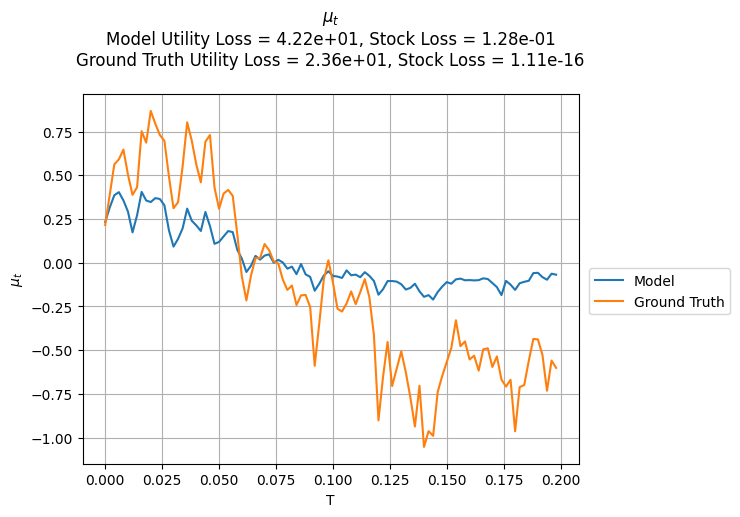 μₜ
Model Utility Loss = 4.22e+01, Stock Loss = 1.28e-01
Ground Truth Utility Loss = 2.36e+01, Stock Loss = 1.11e-16
μₜ
0.75
0.50
0.25
0.00
−0.25
−0.50
−0.75
−1.00
0.000 0.025 0.050 0.075 0.100 0.125 0.150 0.175 0.200
T
Model
Ground Truth